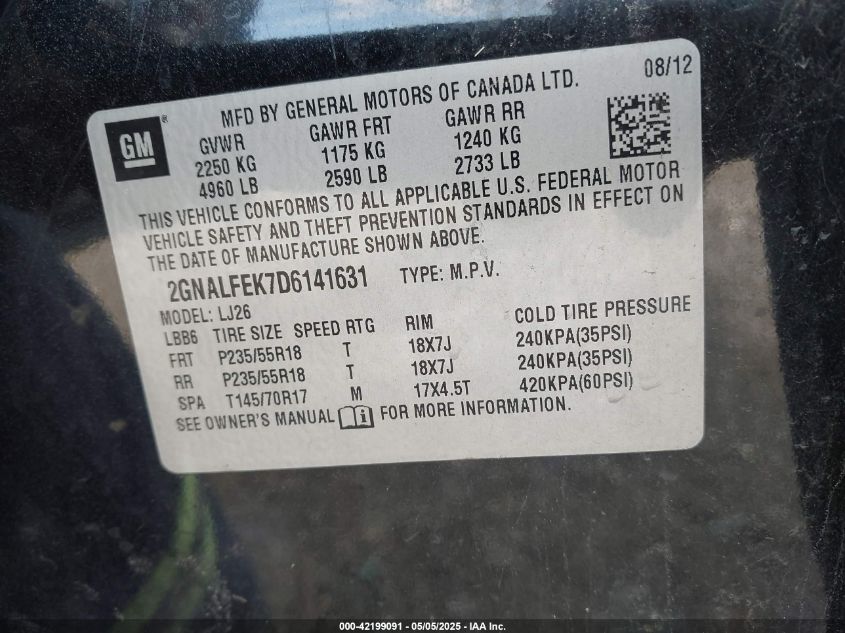 08/12
MFD BY GENERAL MOTORS OF CANADA LTD.
GM ®
GVWR GAWR FRT GAWR RR
2250 KG 1175 KG 1240 KG
4960 LB 2590 LB 2733 LB
THIS VEHICLE CONFORMS TO ALL APPLICABLE U.S. FEDERAL MOTOR
VEHICLE SAFETY AND THEFT PREVENTION STANDARDS IN EFFECT ON
THE DATE OF MANUFACTURE SHOWN ABOVE.
2GNALFEK7D6141631 TYPE: M.P.V.
MODEL: LJ26
LBB6 TIRE SIZE SPEED RTG RIM COLD TIRE PRESSURE
FRT P235/55R18 T 18X7J 240KPA(35PSI)
RR P235/55R18 T 18X7J 240KPA(35PSI)
SPA T145/70R17 M 17X4.5T 420KPA(60PSI)
SEE OWNER'S MANUAL FOR MORE INFORMATION.
000-42199091 - 05/05/2025 - IAA Inc.